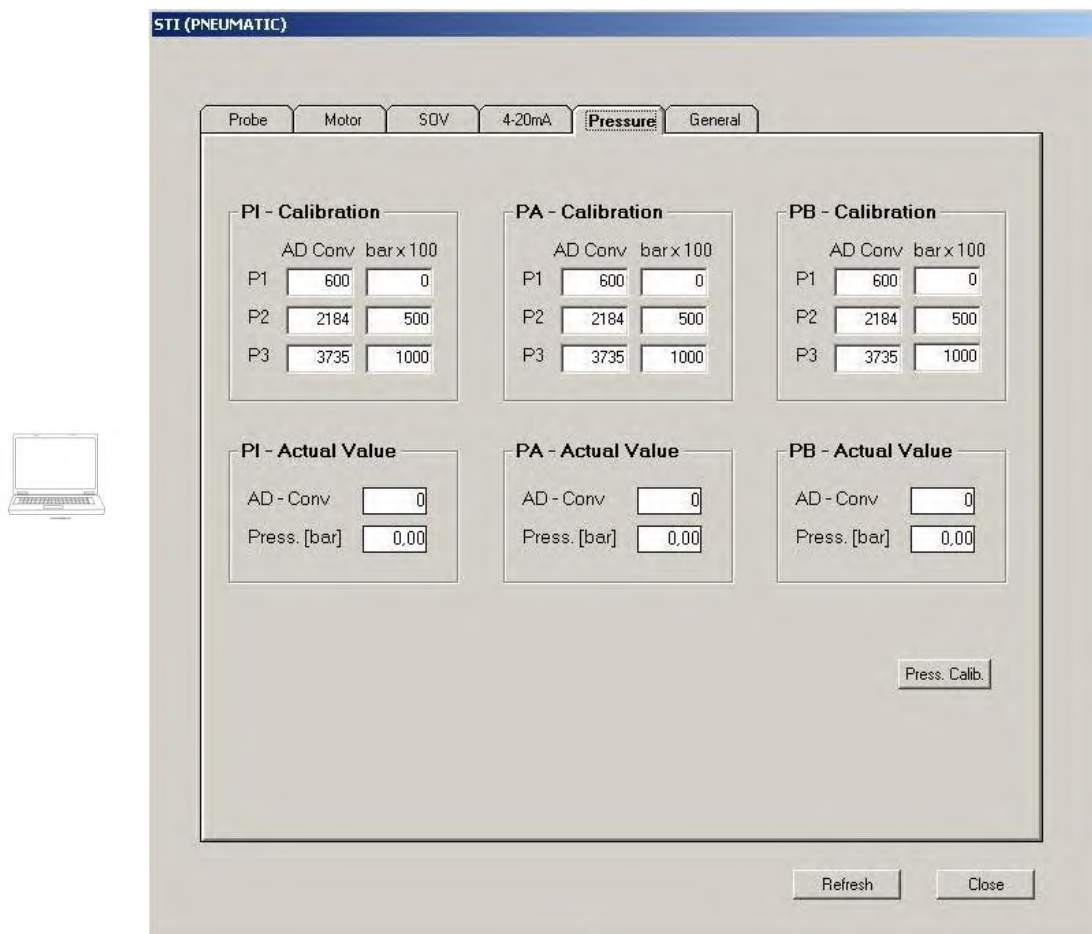 STI (PNEUMATIC)
Probe Motor SOV 4-20mA Pressure General
PI - Calibration PA - Calibration PB - Calibration
AD Conv bar x 100 AD Conv bar x 100 AD Conv bar x 100
P1 600 0 P1 600 0 P1 600 0
P2 2184 500 P2 2184 500 P2 2184 500
P3 3735 1000 P3 3735 1000 P3 3735 1000
PI - Actual Value PA - Actual Value PB - Actual Value
AD - Conv 0 AD - Conv 0 AD - Conv 0
Press. [bar] 0,00 Press. [bar] 0,00 Press. [bar] 0,00
Press. Calib.
Refresh Close